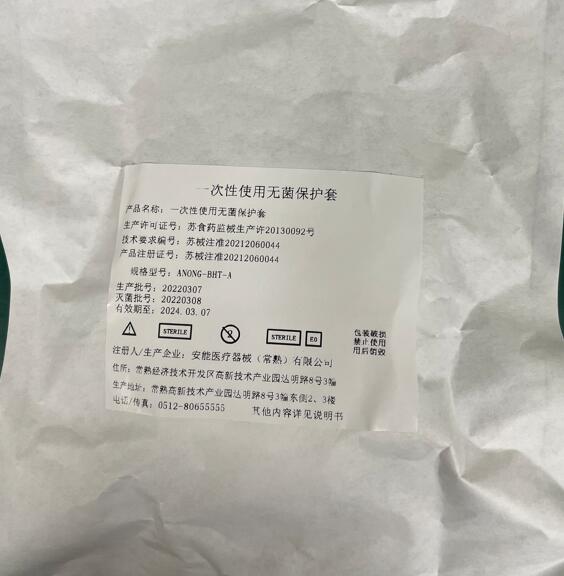 一次性使用无菌保护套
产品名称: 一次性使用无菌保护套
生产许可证号: 苏食药监械生产许20130092号
技术要求编号: 苏械注准20212060044
产品注册证号: 苏械注准20212060044
规格型号: ANONG-BHT-A
生产批号: 20220307
灭菌批号: 20220308
有效期至: 2024.03.07
STERILE 2 STERILE EO
包装破损
禁止使用
用后销毁
注册人/生产企业: 安能医疗器械（常熟）有限公司
住所: 常熟经济技术开发区高新技术产业园达明路8号3幢
生产地址: 常熟高新技术产业园达明路8号3幢东侧2、3楼
电话/传真: 0512-80655555 其他内容详见说明书